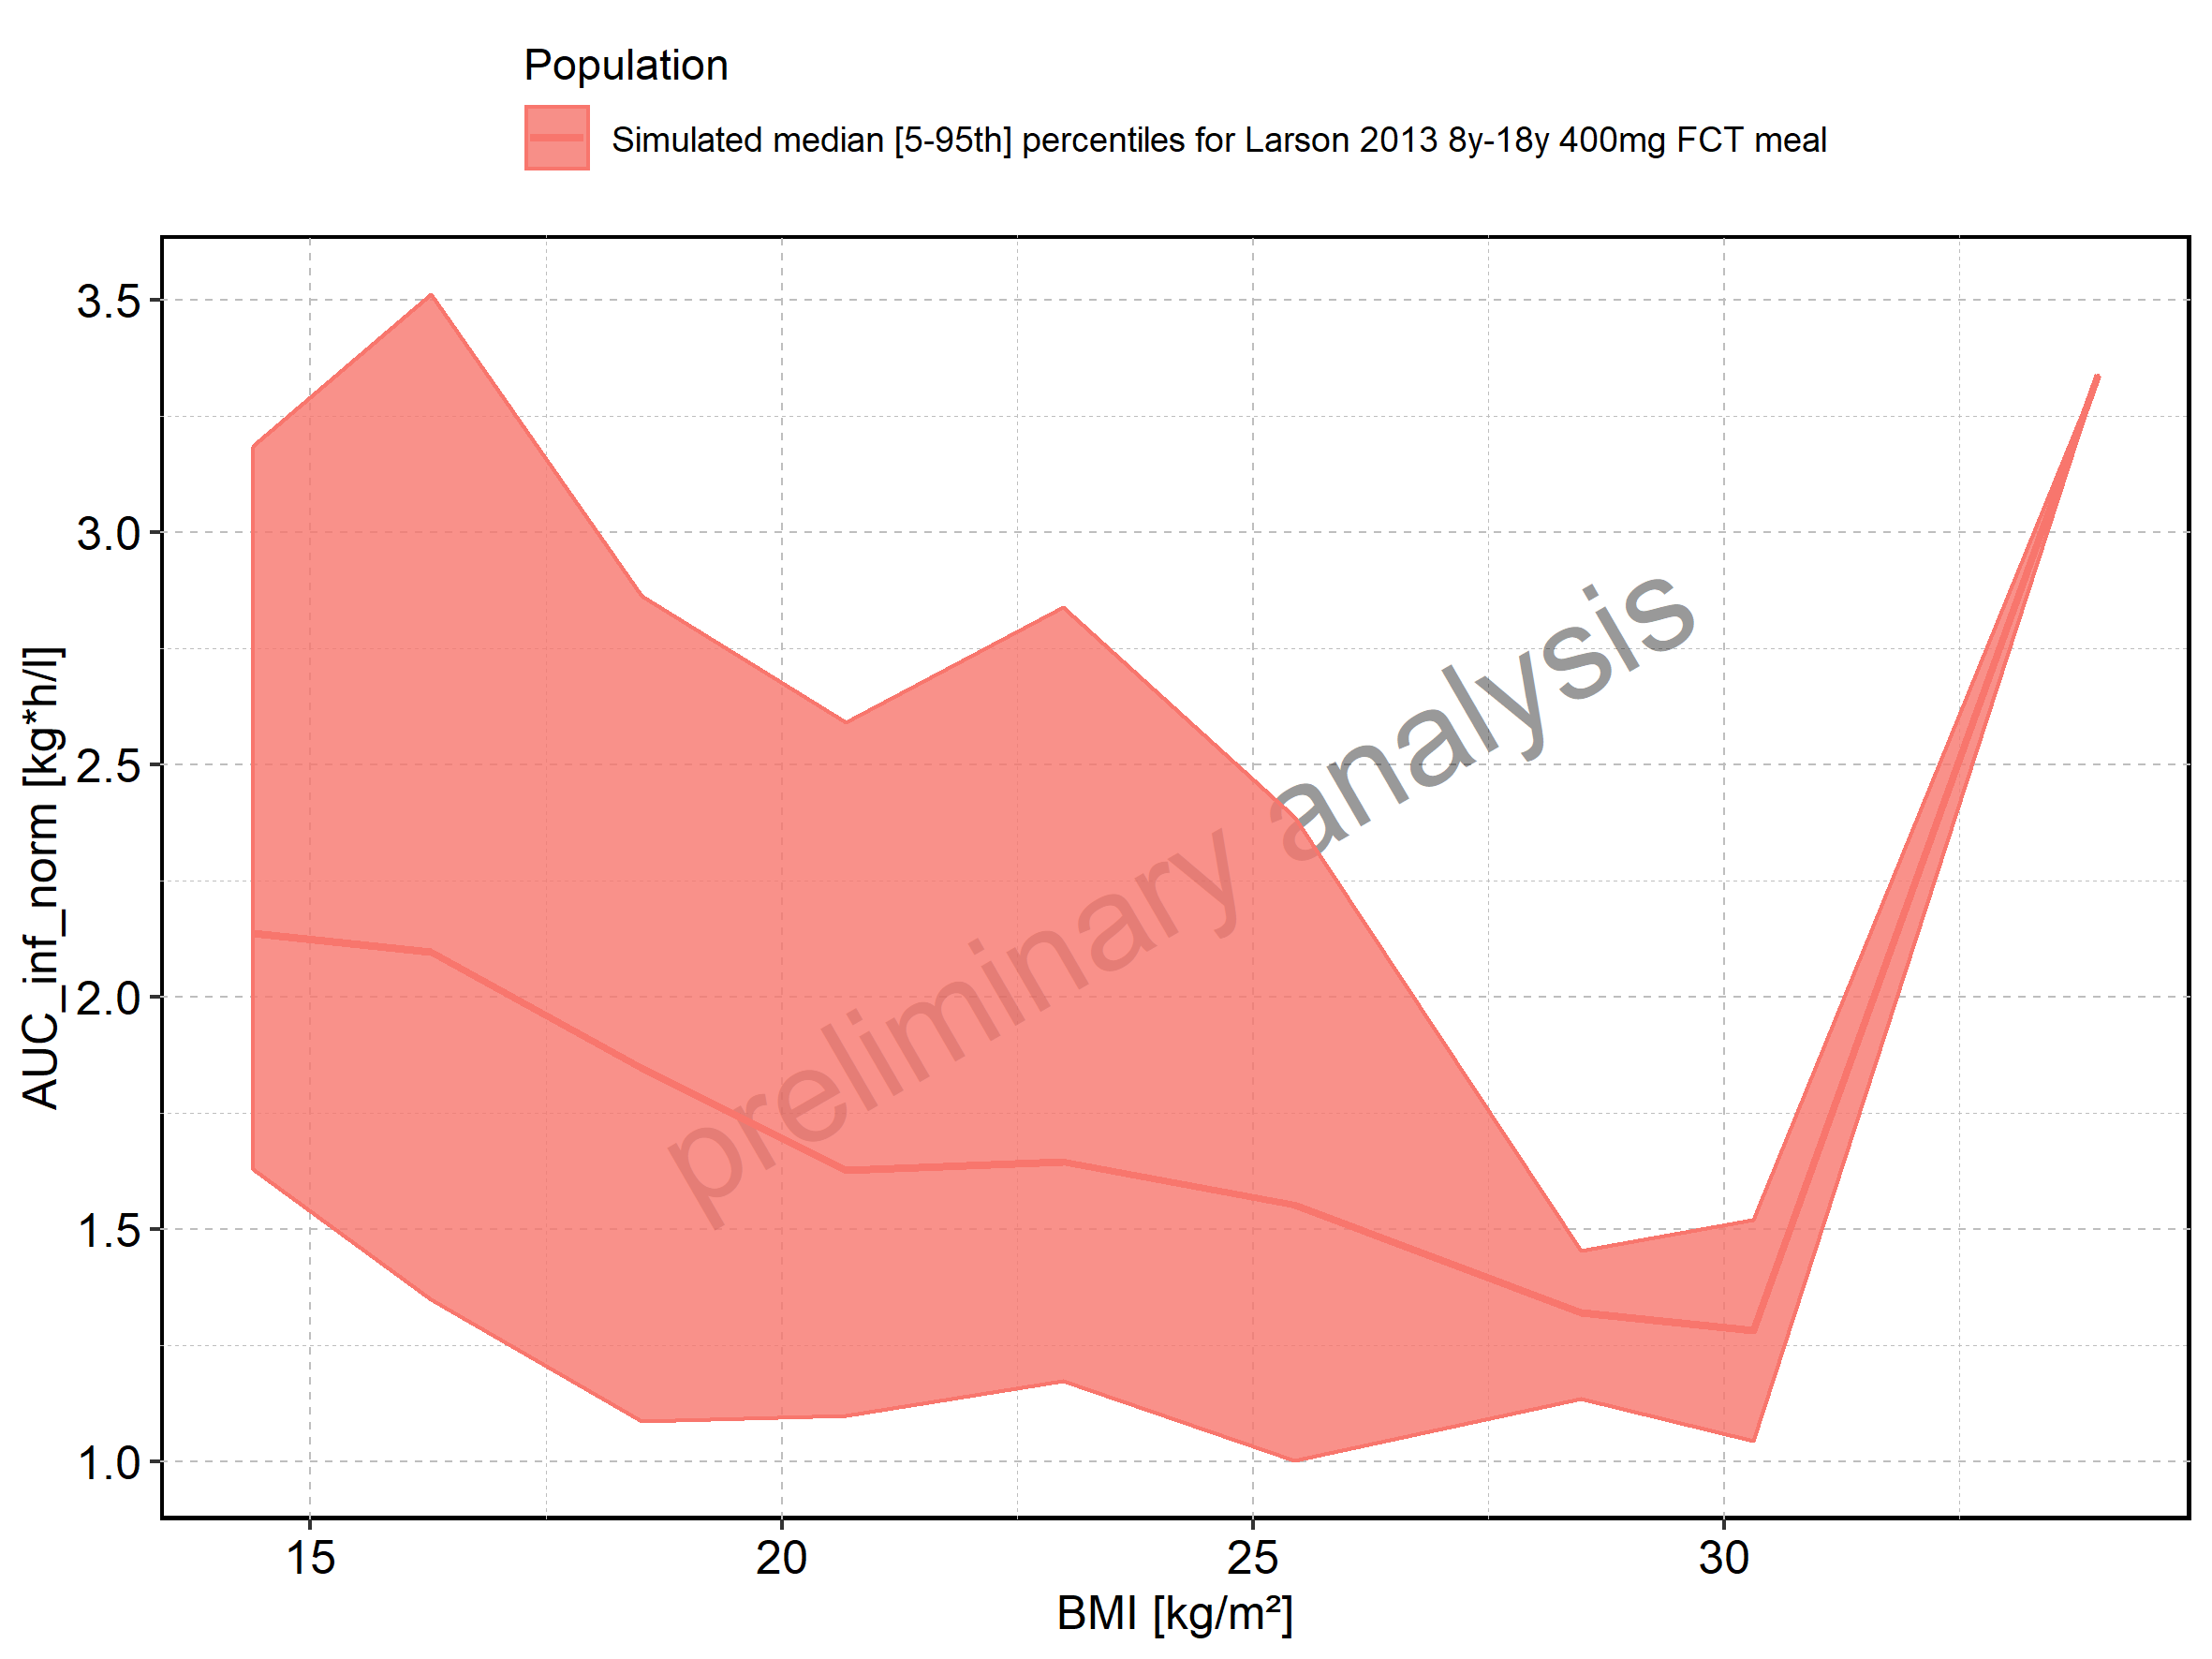 Population
Simulated median [5-95th] percentiles for Larson 2013 8y-18y 400mg FCT meal
3.5
3.0
2.5
2.0
1.5
1.0
AUC_inf_norm [kg*h/l]
preliminary analysis
15 20 25 30
BMI [kg/m²]